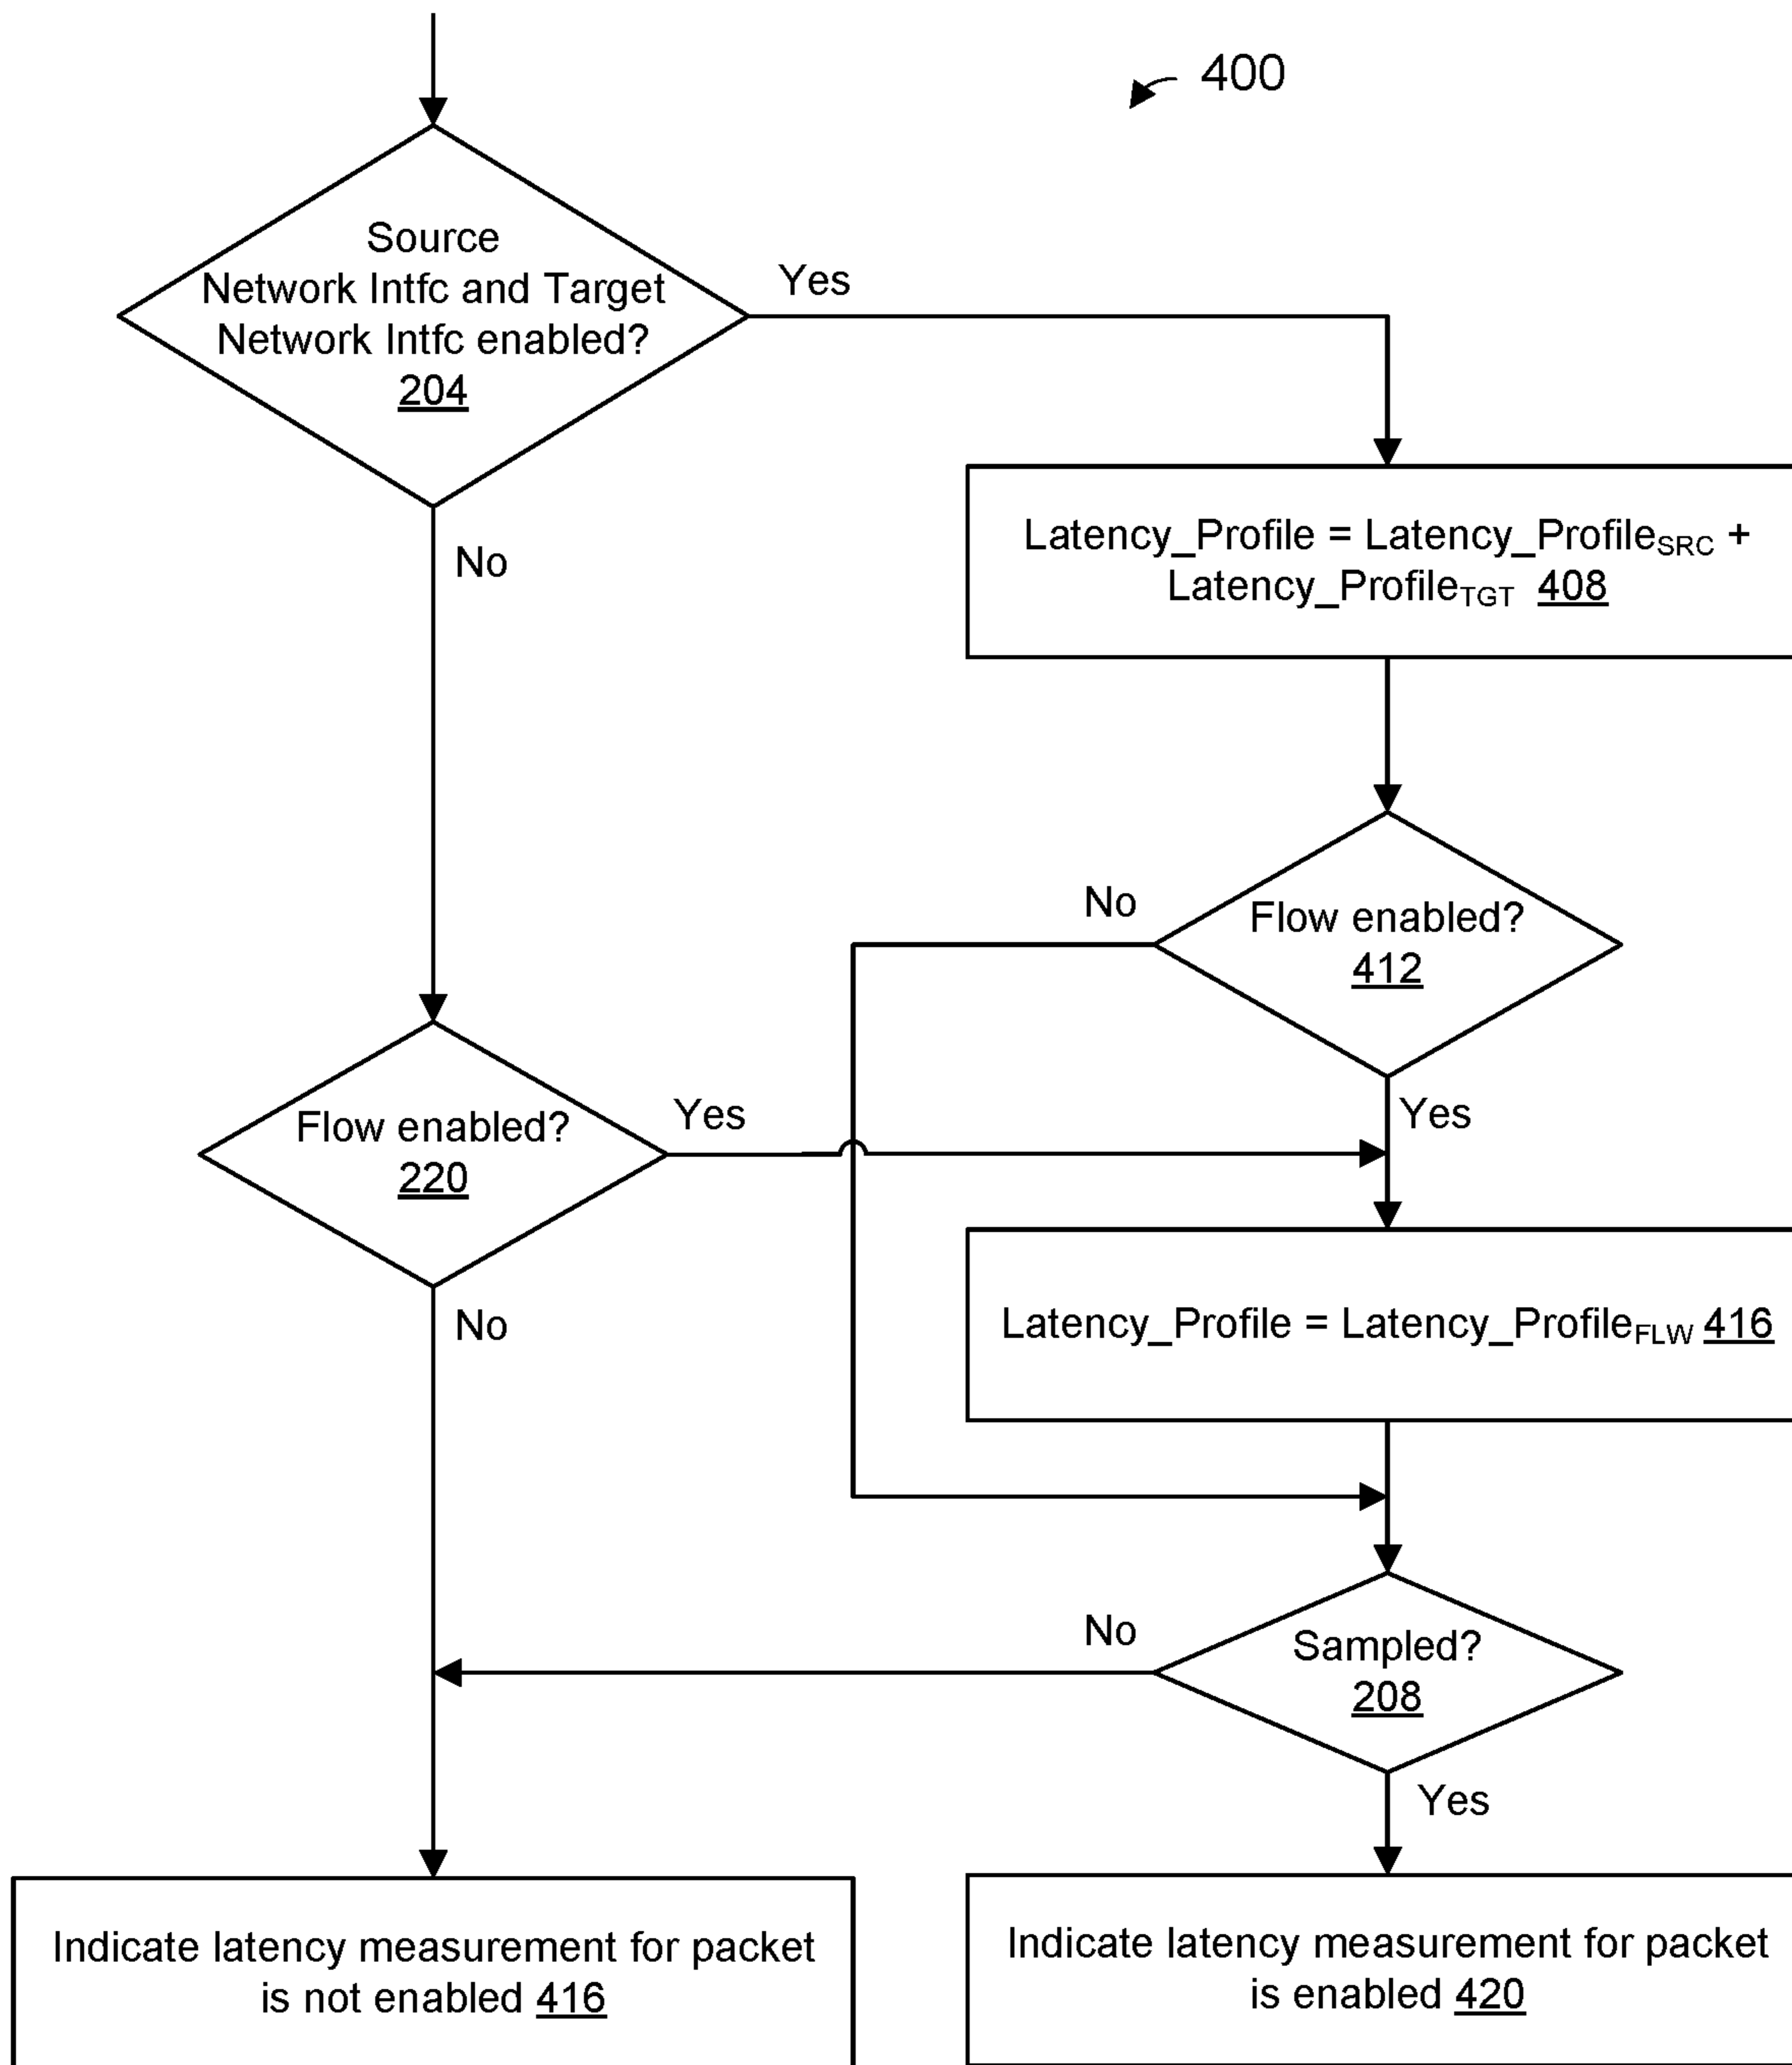 400
Source
Network Intfc and Target
Network Intfc enabled?
204
Yes
No
Latency_Profile = Latency_ProfileSRC +
Latency_ProfileTGT 408
No
Flow enabled?
412
Yes
Flow enabled?
220
Yes
No
Latency_Profile = Latency_ProfileFLW 416
No
Sampled?
208
Yes
Indicate latency measurement for packet
is not enabled 416
Indicate latency measurement for packet
is enabled 420